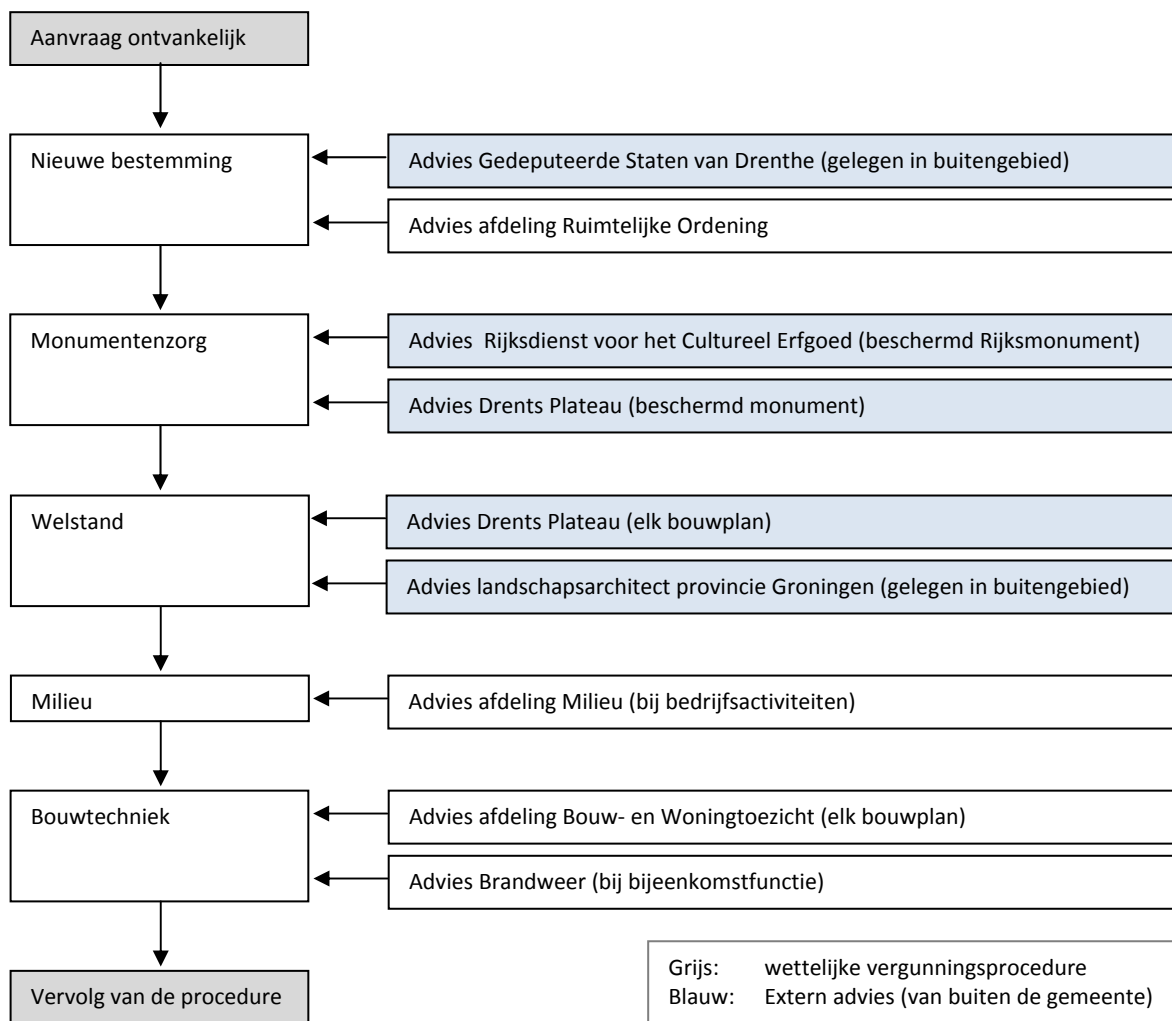 Aanvraag ontvankelijk
Nieuwe bestemming
Advies Gedeputeerde Staten van Drenthe (gelegen in buitengebied)
Advies afdeling Ruimtelijke Ordening
Monumentenzorg
Advies  Rijksdienst voor het Cultureel Erfgoed (beschermd Rijksmonument)
Advies Drents Plateau (beschermd monument)
Welstand
Advies Drents Plateau (elk bouwplan)
Advies landschapsarchitect provincie Groningen (gelegen in buitengebied)
Milieu
Advies afdeling Milieu (bij bedrijfsactiviteiten)
Bouwtechniek
Advies afdeling Bouw- en Woningtoezicht (elk bouwplan)
Advies Brandweer (bij bijeenkomstfunctie)
Vervolg van de procedure
Grijs: wettelijke vergunningsprocedure
Blauw: Extern advies (van buiten de gemeente)